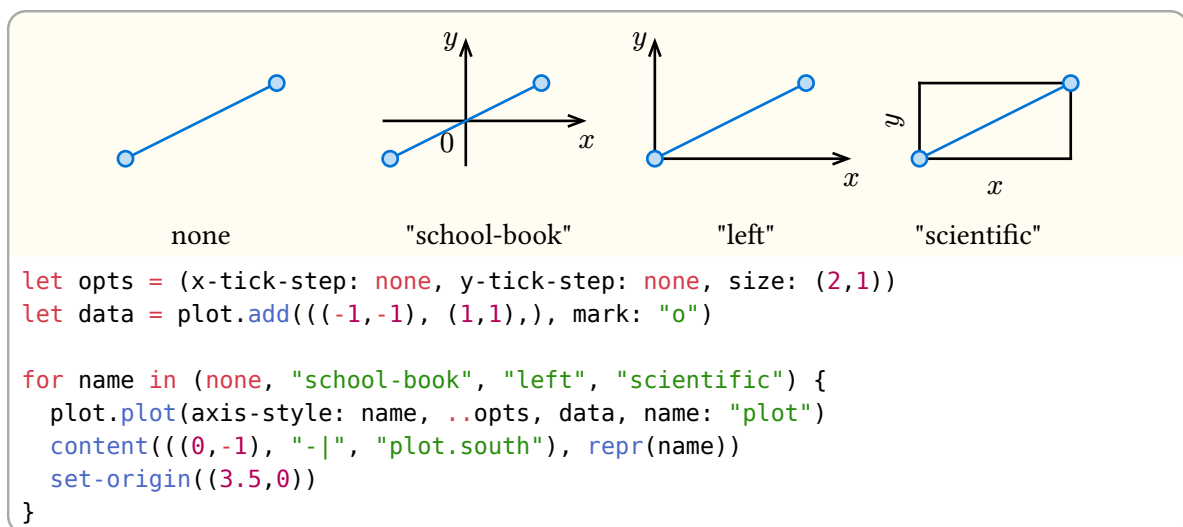 y y
y
0 x
x x
none "school-book" "left" "scientific"
let opts = (x-tick-step: none, y-tick-step: none, size: (2,1))
let data = plot.add(((-1,-1), (1,1),), mark: "o")
for name in (none, "school-book", "left", "scientific") {
  plot.plot(axis-style: name, ..opts, data, name: "plot")
  content(((0,-1), "-|", "plot.south"), repr(name))
  set-origin((3.5,0))
}